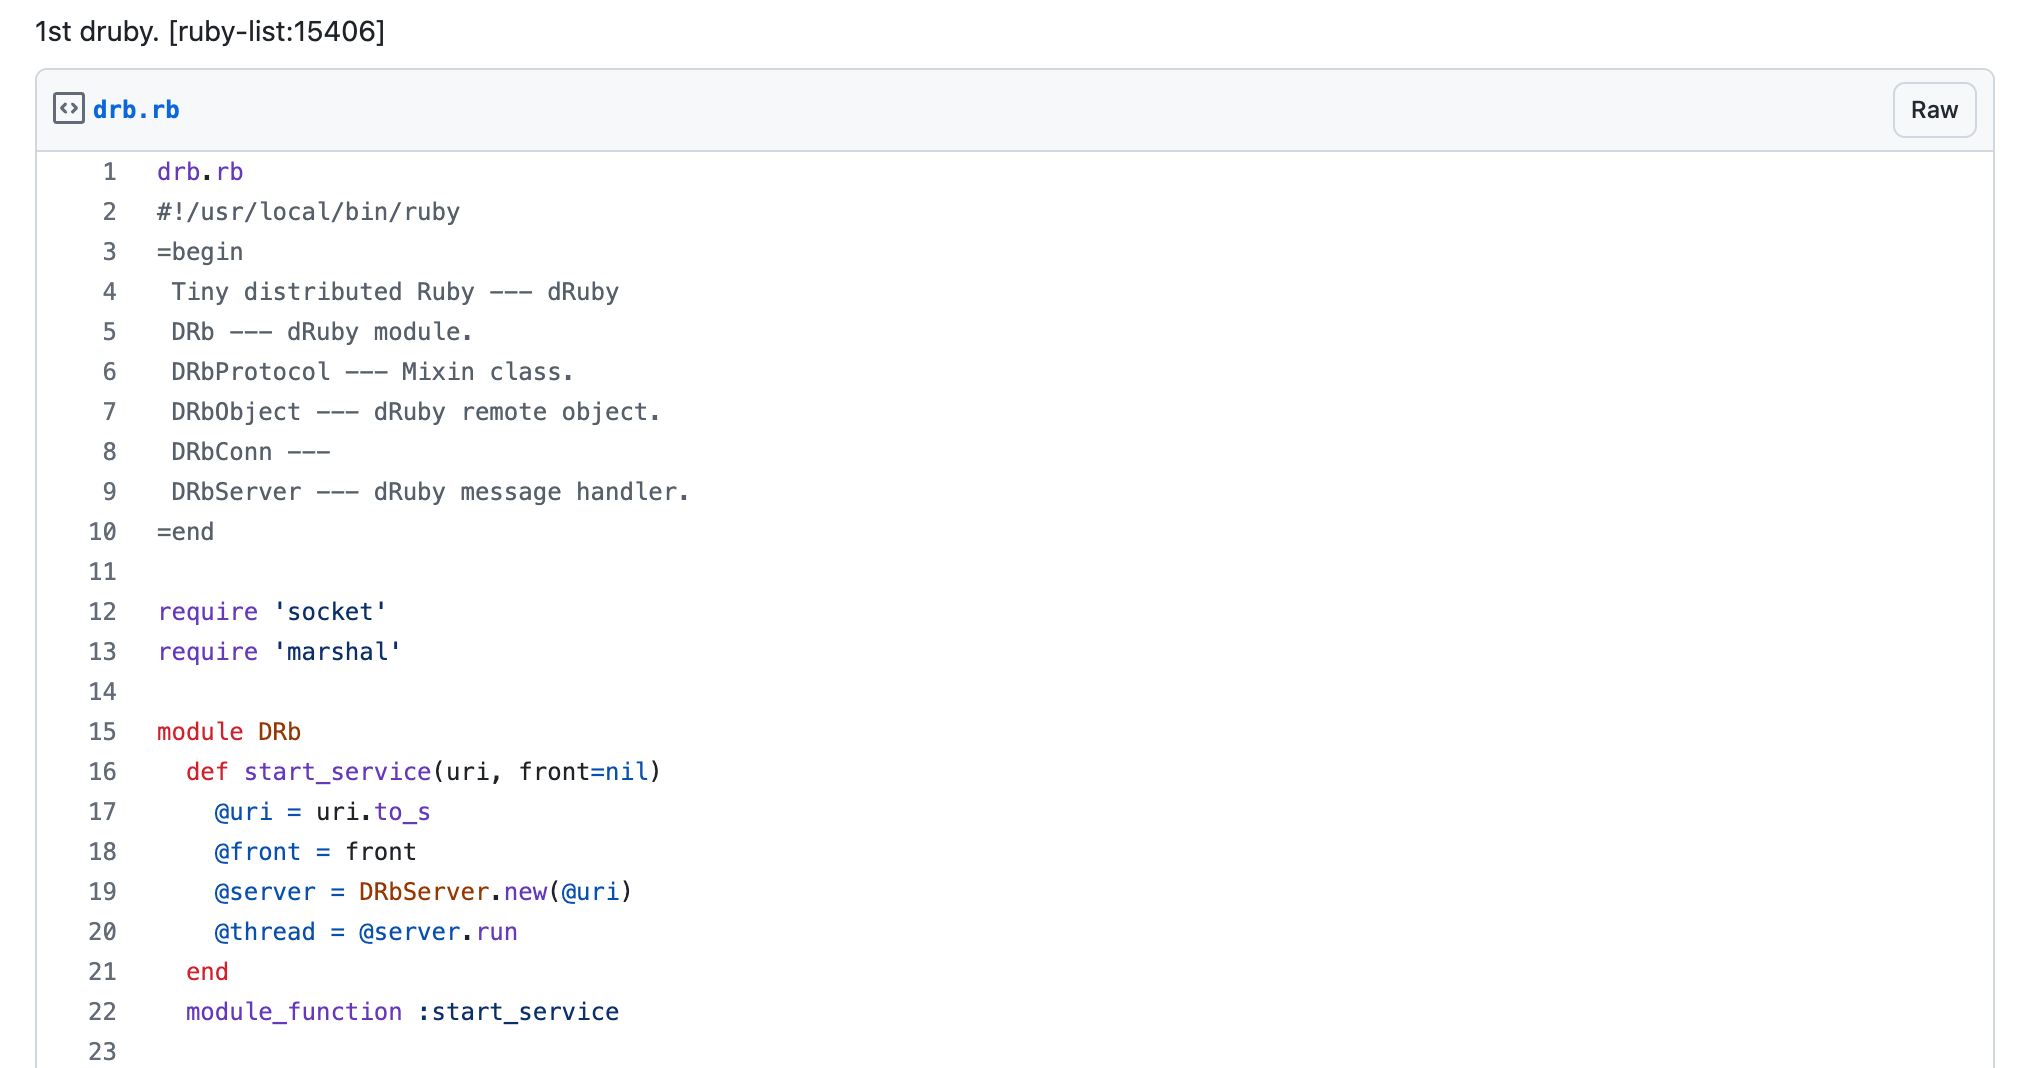 1st druby. [ruby-list:15406]
drb.rb
Raw
1 drb.rb
2 #!/usr/local/bin/ruby
3 =begin
4  Tiny distributed Ruby --- dRuby
5  DRb --- dRuby module.
6  DRbProtocol --- Mixin class.
7  DRbObject --- dRuby remote object.
8  DRbConn ---
9  DRbServer --- dRuby message handler.
10 =end
11
12 require 'socket'
13 require 'marshal'
14
15 module DRb
16   def start_service(uri, front=nil)
17     @uri = uri.to_s
18     @front = front
19     @server = DRbServer.new(@uri)
20     @thread = @server.run
21   end
22   module_function :start_service
23